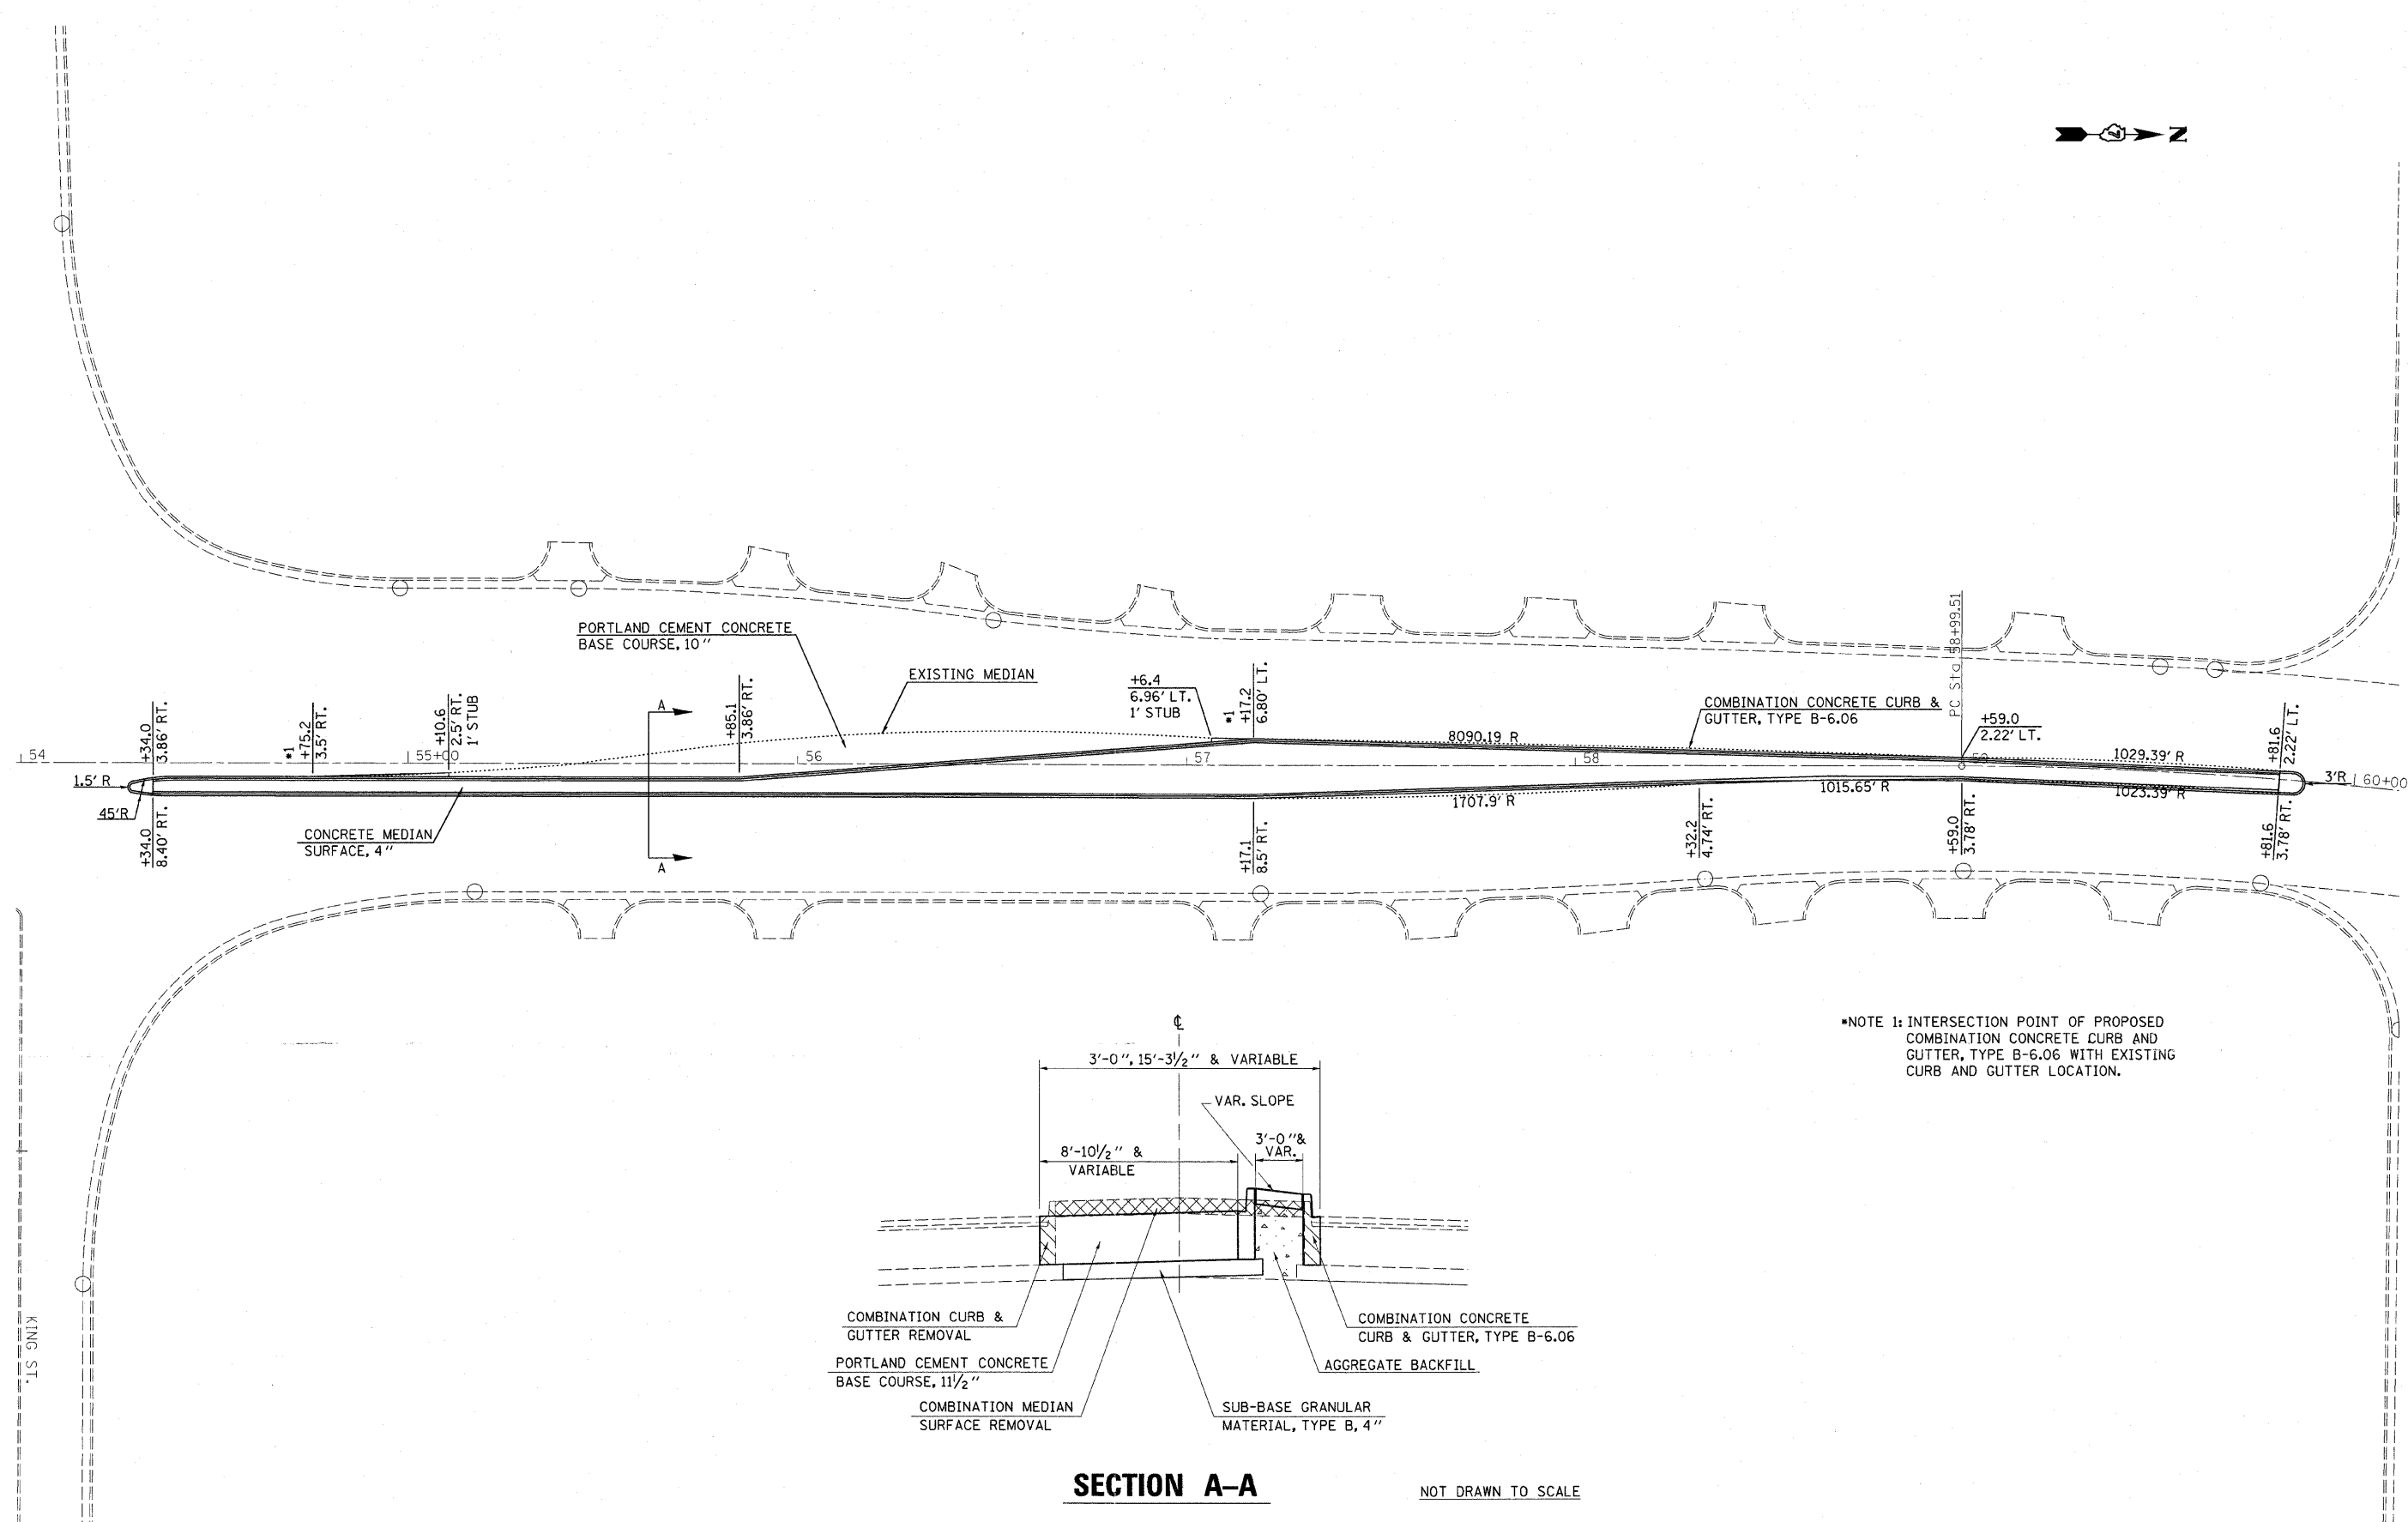 N
PORTLAND CEMENT CONCRETE
BASE COURSE, 10"
EXISTING MEDIAN
+6.4
6.96' LT.
1' STUB
*1
+17.2
6.80' LT.
COMBINATION CONCRETE CURB &
GUTTER, TYPE B-6.06
PC Sta 58+99.51
+59.0
2.22' LT.
+81.6
2.22' LT.
+34.0
3.86' RT.
*1
+75.2
3.5' RT.
+10.6
2.5' RT.
1' STUB
A
+85.1
3.86' RT.
54
55+00
56
57
58
59
60+00
8090.19 R
1029.39' R
1.5' R
45'R
3'R
1707.9' R
1015.65' R
1023.39' R
CONCRETE MEDIAN
SURFACE, 4"
+34.0
8.40' RT.
A
+17.1
8.5' RT.
+32.2
4.74' RT.
+59.0
3.78' RT.
+81.6
3.78' RT.
*NOTE 1: INTERSECTION POINT OF PROPOSED
COMBINATION CONCRETE CURB AND
GUTTER, TYPE B-6.06 WITH EXISTING
CURB AND GUTTER LOCATION.
℄
3'-0", 15'-3½" & VARIABLE
VAR. SLOPE
8'-10½" &
VARIABLE
3'-0"&
VAR.
COMBINATION CURB &
GUTTER REMOVAL
PORTLAND CEMENT CONCRETE
BASE COURSE, 11½"
COMBINATION MEDIAN
SURFACE REMOVAL
COMBINATION CONCRETE
CURB & GUTTER, TYPE B-6.06
AGGREGATE BACKFILL
SUB-BASE GRANULAR
MATERIAL, TYPE B, 4"
KING ST.
SECTION A–A
NOT DRAWN TO SCALE